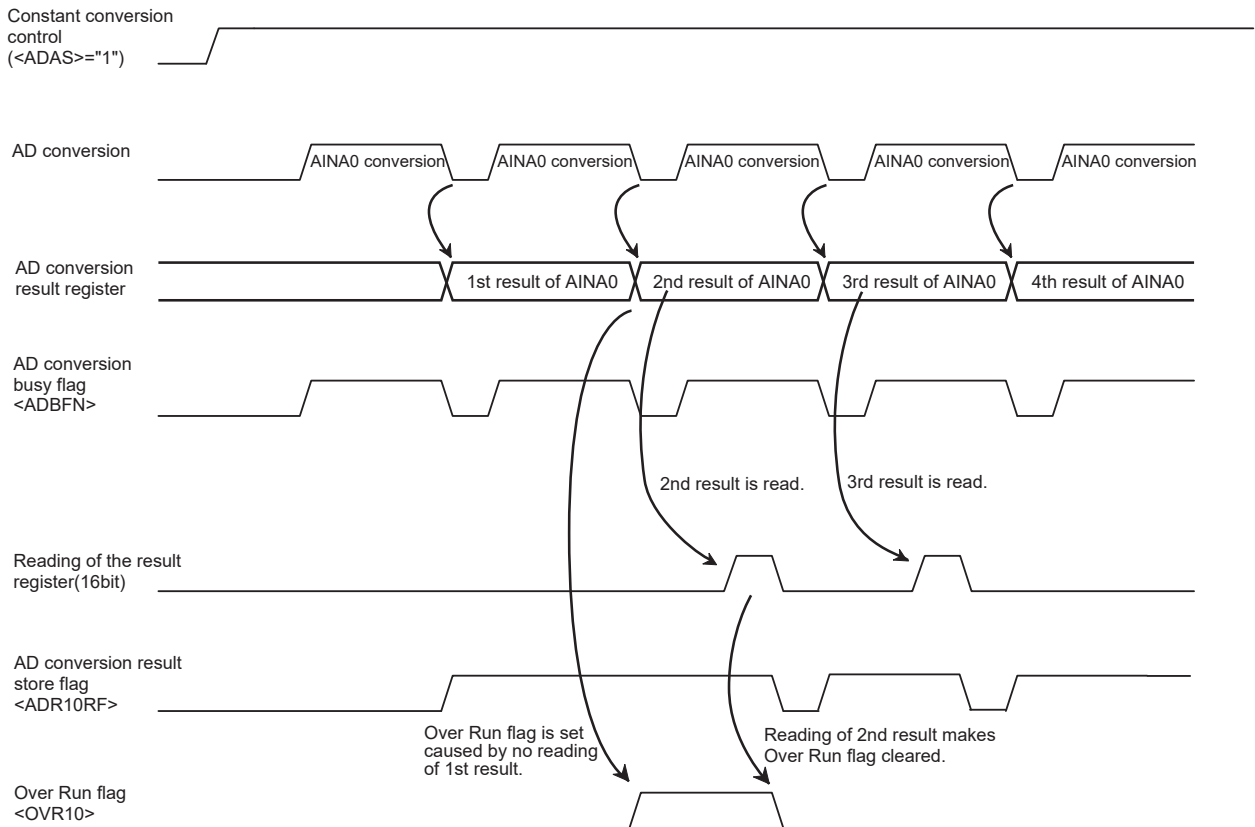 Constant conversion
control
(<ADAS>="1")
AD conversion
AINA0 conversion
AINA0 conversion
AINA0 conversion
AINA0 conversion
AINA0 conversion
AD conversion
result register
1st result of AINA0
2nd result of AINA0
3rd result of AINA0
4th result of AINA0
AD conversion
busy flag
<ADBFN>
2nd result is read.
3rd result is read.
Reading of the result
register(16bit)
AD conversion result
store flag
<ADR10RF>
Over Run flag is set
caused by no reading
of 1st result.
Reading of 2nd result makes
Over Run flag cleared.
Over Run flag
<OVR10>